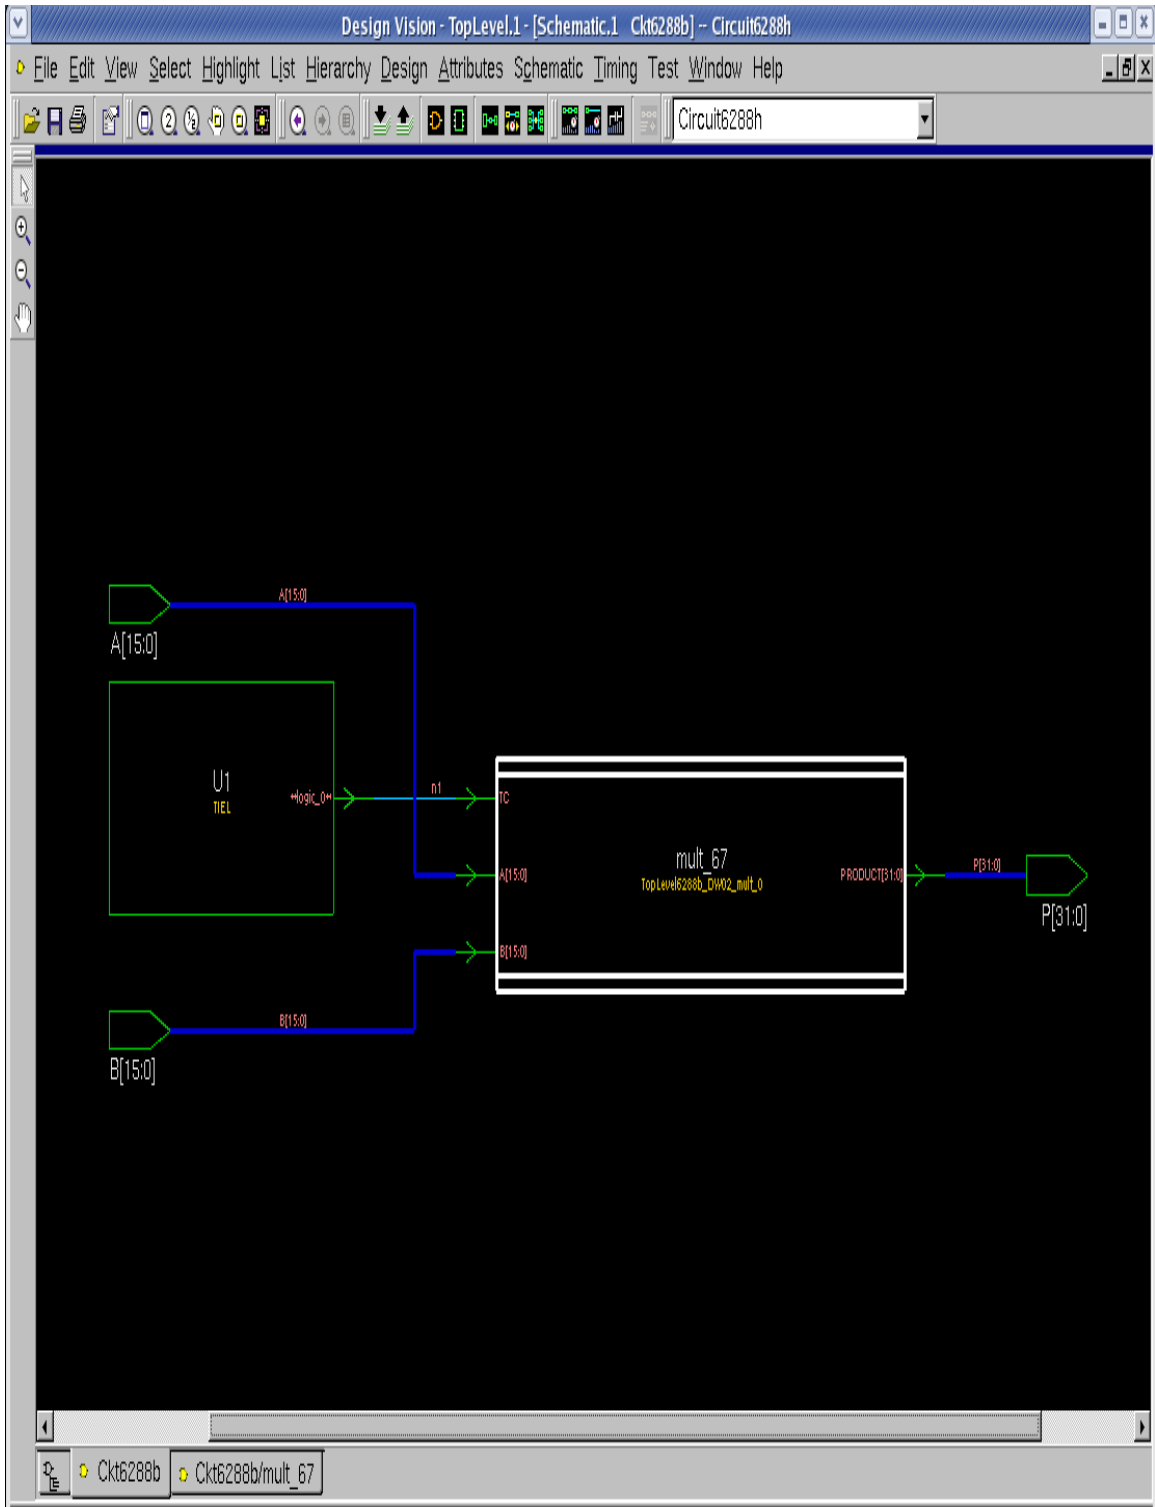 Design Vision - TopLevel.1 - [Schematic.1 Ckt6288b] -- Circuit6288h
File Edit View Select Highlight List Hierarchy Design Attributes Schematic Timing Test Window Help
Circuit6288h
A[15:0]
A[15:0]
U1
TIEL
**logic_0**
n1
TC
A[15:0]
B[15:0]
mult_67
TopLevel6288b_DW02_mult_0
PRODUCT[31:0]
P[31:0]
P[31:0]
B[15:0]
B[15:0]
Ckt6288b
Ckt6288b/mult_67